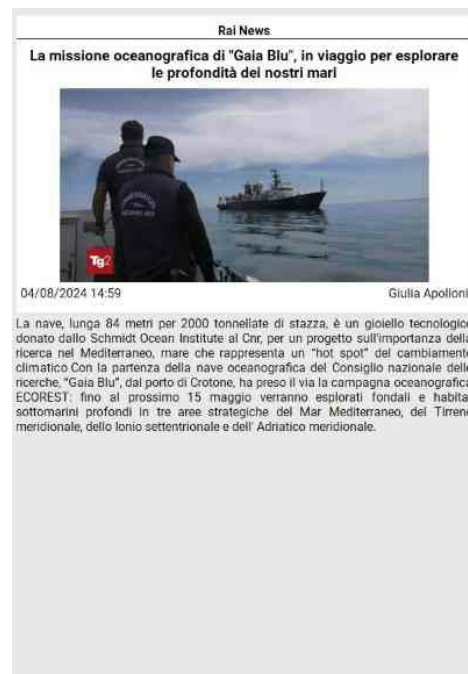 Rai News
La missione oceanografica di "Gaia Blu", in viaggio per esplorare
le profondità dei nostri mari
Tg2
04/08/2024 14:59 Giulia Apolloni
La nave, lunga 84 metri per 2000 tonnellate di stazza, è un gioiello tecnologico
donato dallo Schmidt Ocean Institute al Cnr, per un progetto sull'importanza della
ricerca nel Mediterraneo, mare che rappresenta un "hot spot" del cambiamento
climatico Con la partenza della nave oceanografica del Consiglio nazionale delle
ricerche, "Gaia Blu", dal porto di Crotone, ha preso il via la campagna oceanografica
ECOREST: fino al prossimo 15 maggio verranno esplorati fondali e habitat
sottomarini profondi in tre aree strategiche del Mar Mediterraneo, del Tirreno
meridionale, dello Ionio settentrionale e dell' Adriatico meridionale.